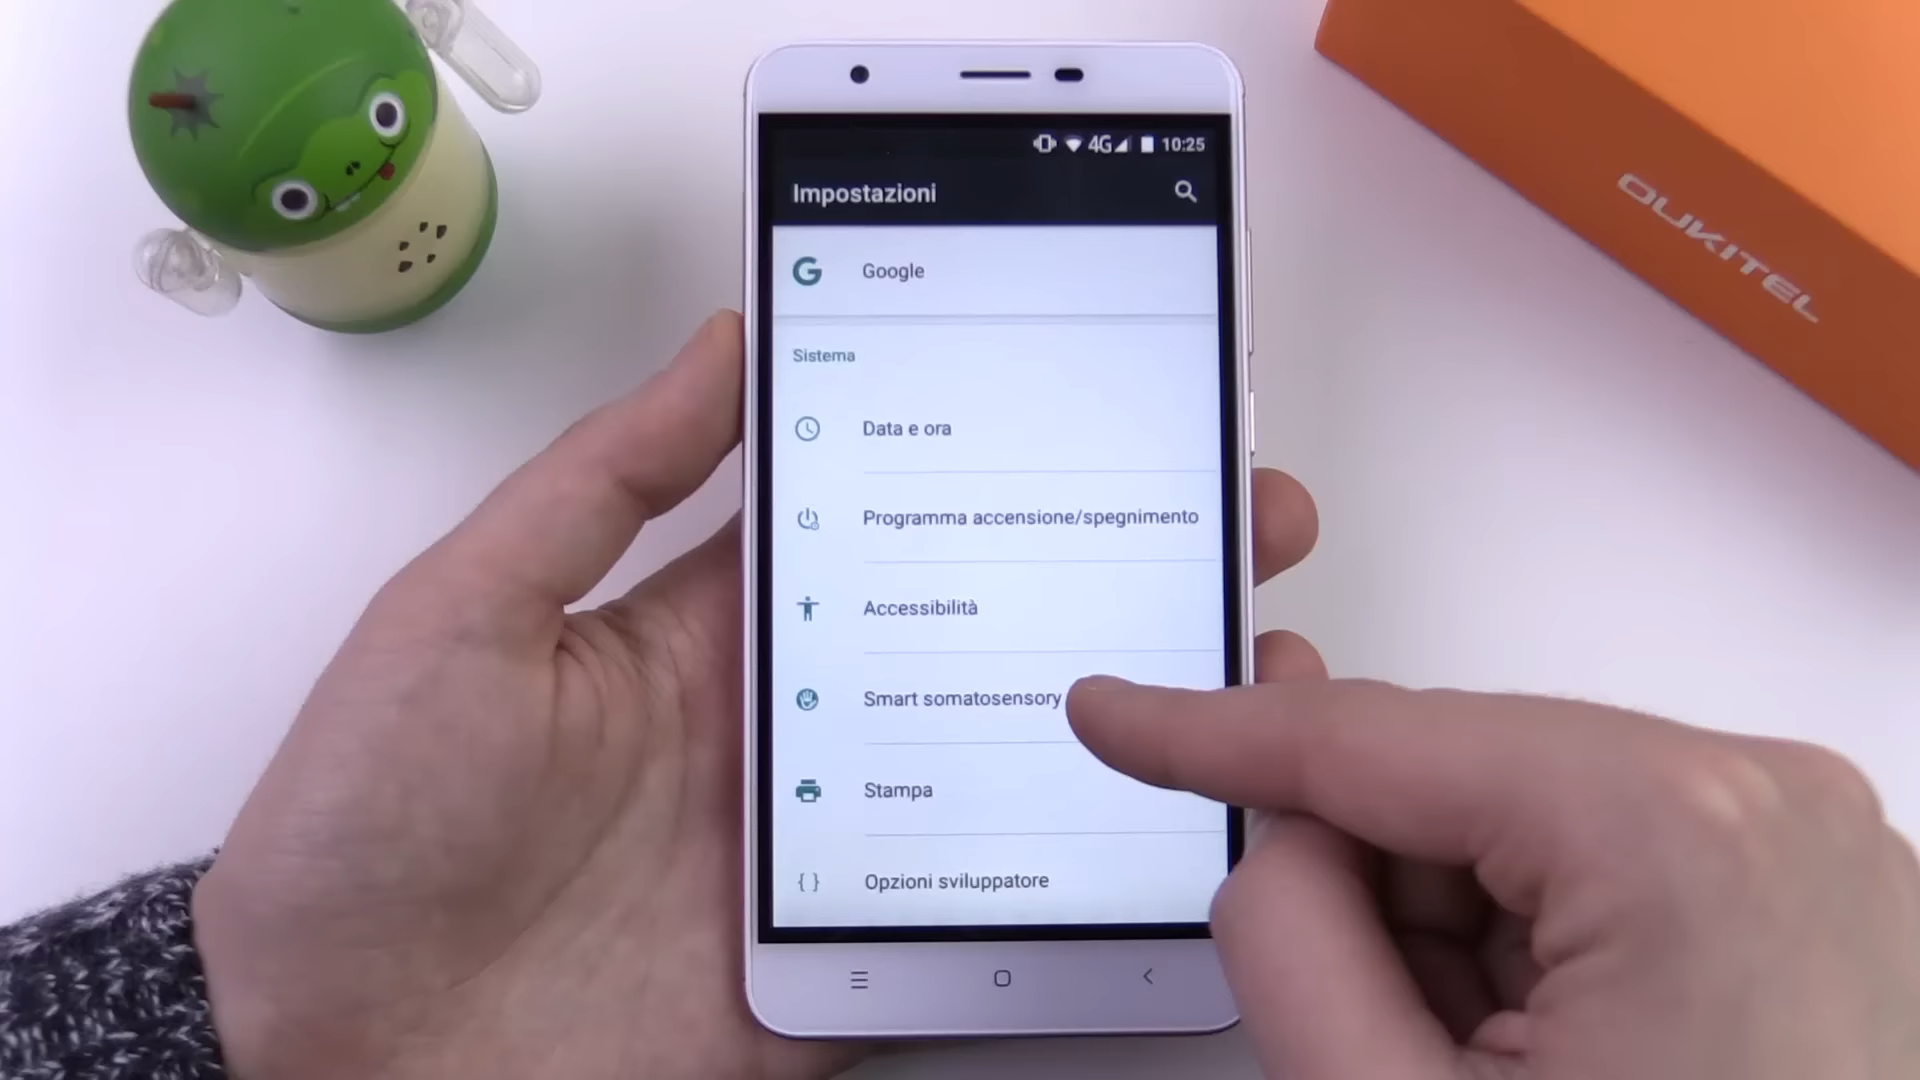 4G 10:25
Impostazioni
Google
Sistema
Data e ora
Programma accensione/spegnimento
Accessibilità
Smart somatosensory
Stampa
{ } Opzioni sviluppatore
OUKITEL